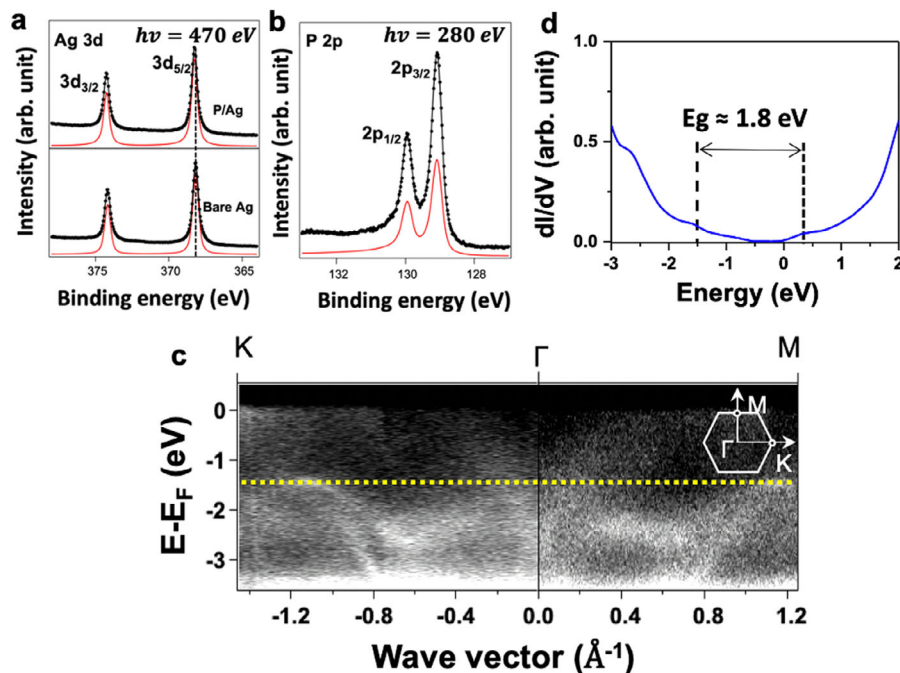 a
Ag 3d
hv = 470 eV
3d5/2
3d3/2
P/Ag
Bare Ag
Intensity (arb. unit)
375 370 365
Binding energy (eV)
b
P 2p
hv = 280 eV
2p3/2
2p1/2
Intensity (arb. unit)
132 130 128
Binding energy (eV)
d
1.0
0.5
0.0
dI/dV (arb. unit)
Eg ≈ 1.8 eV
-3 -2 -1 0 1 2
Energy (eV)
c
K Γ M
0
-1
-2
-3
E-EF (eV)
M
Γ
K
-1.2 -0.8 -0.4 0.0 0.4 0.8 1.2
Wave vector (Å-1)